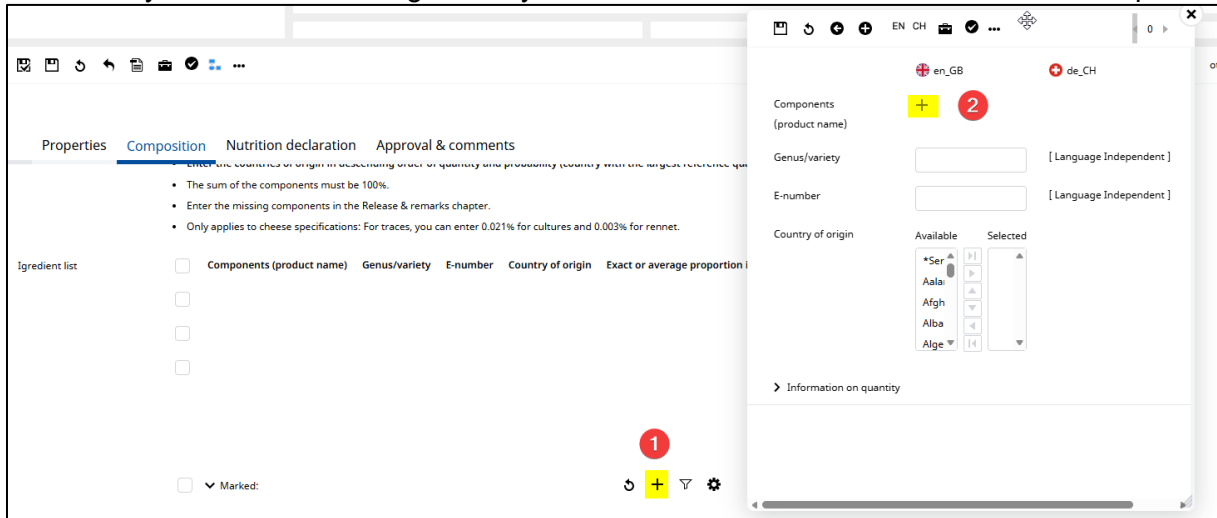 EN CH
0
en_GB
de_CH
Components
(product name)
2
Properties Composition Nutrition declaration Approval & comments
Genus/variety
[ Language Independent ]
• The sum of the components must be 100%.
• Enter the missing components in the Release & remarks chapter.
E-number
[ Language Independent ]
• Only applies to cheese specifications: For traces, you can enter 0.021% for cultures and 0.003% for rennet.
Country of origin
Available Selected
Igredient list
Components (product name) Genus/variety E-number Country of origin Exact or average proportion i
*Ser
Aala
Afgh
Alba
Alge
Information on quantity
1
Marked: